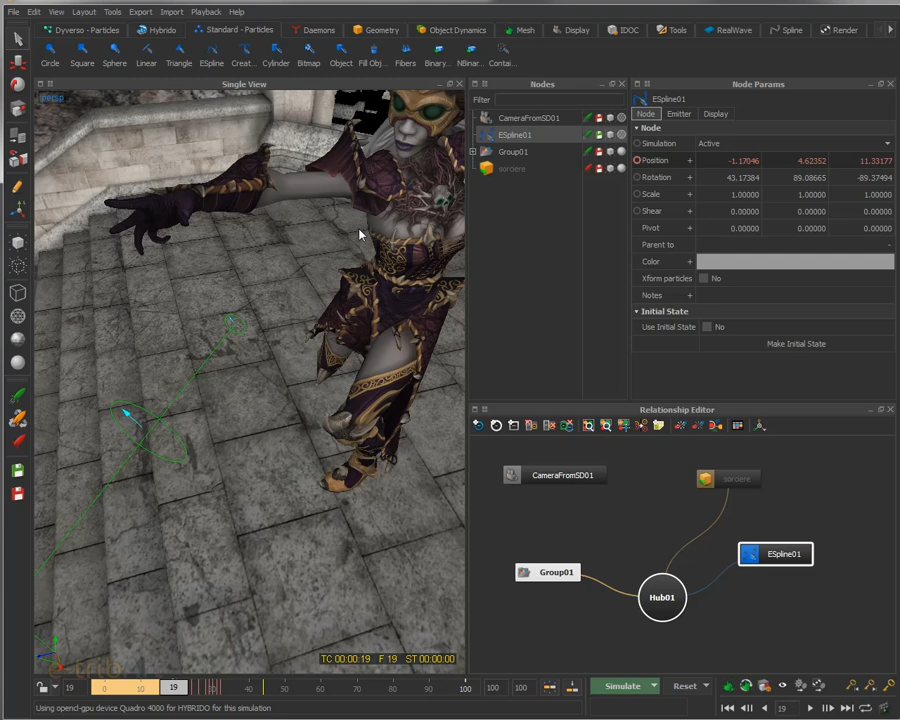 File Edit View Layout Tools Export Import Playback Help
Dyverso - Particles Hybrido Standard - Particles Daemons Geometry Object Dynamics Mesh Display IDOC Tools RealWave Spline Render
Circle Square Sphere Linear Triangle ESpline Creat... Cylinder Bitmap Object Fill Obj... Fibers Binary... NBinar... Contai...
Single View
persp
TC 00:00:19 F 19 ST 00:00:00
Nodes
Filter
CameraFromSD01
ESpline01
Group01
sorciere
Node Params
ESpline01
Node Emitter Display
Node
Simulation Active
Position + -1.17046 4.62352 11.33177
Rotation + 43.17384 89.08665 -89.37494
Scale + 1.00000 1.00000 1.00000
Shear + 0.00000 0.00000 0.00000
Pivot + 0.00000 0.00000 0.00000
Parent to -
Color +
Xform particles + No
Notes +
Initial State
Use Initial State No
Make Initial State
Relationship Editor
CameraFromSD01
sorciere
ESpline01
Group01
Hub01
19 0 10 19 40 50 60 70 80 90 100 100 100
Simulate Reset
Using opencl-gpu device Quadro 4000 for HYBRIDO for this simulation
19